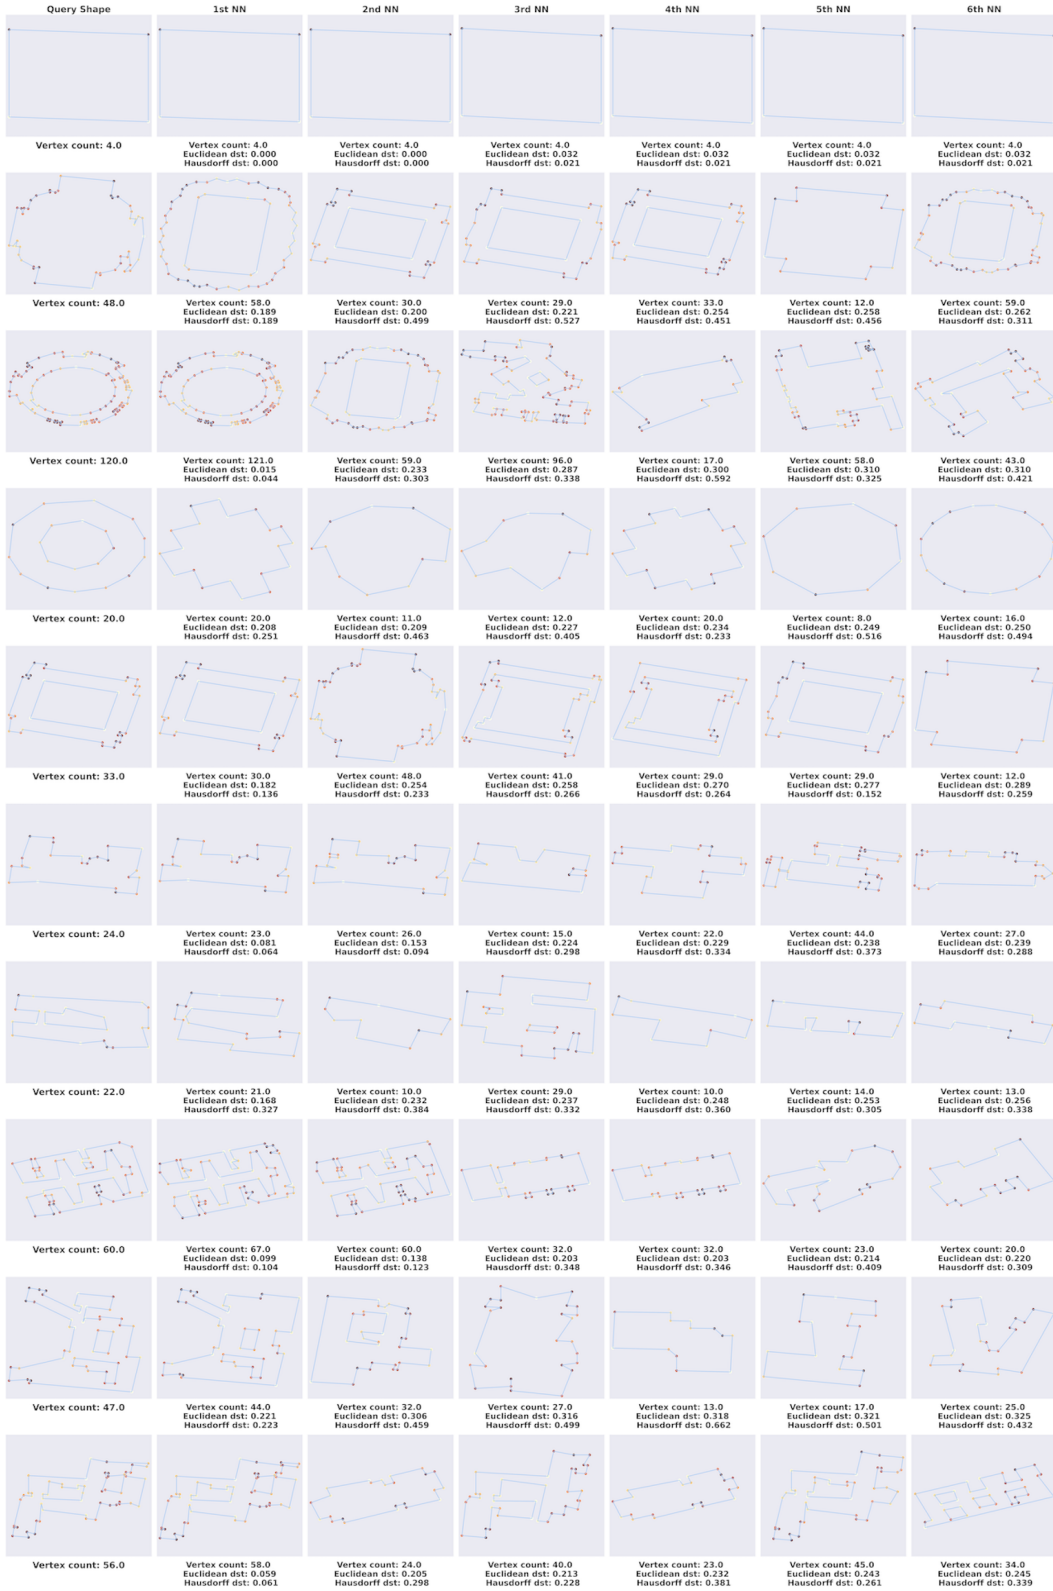 Query Shape 1st NN 2nd NN 3rd NN 4th NN 5th NN 6th NN
Vertex count: 4.0 Vertex count: 4.0 Vertex count: 4.0 Vertex count: 4.0 Vertex count: 4.0 Vertex count: 4.0 Vertex count: 4.0
Euclidean dst: 0.000 Euclidean dst: 0.000 Euclidean dst: 0.032 Euclidean dst: 0.032 Euclidean dst: 0.032 Euclidean dst: 0.032
Hausdorff dst: 0.000 Hausdorff dst: 0.000 Hausdorff dst: 0.021 Hausdorff dst: 0.021 Hausdorff dst: 0.021 Hausdorff dst: 0.021
Vertex count: 48.0 Vertex count: 58.0 Vertex count: 30.0 Vertex count: 29.0 Vertex count: 33.0 Vertex count: 12.0 Vertex count: 59.0
Euclidean dst: 0.189 Euclidean dst: 0.200 Euclidean dst: 0.221 Euclidean dst: 0.254 Euclidean dst: 0.258 Euclidean dst: 0.262
Hausdorff dst: 0.189 Hausdorff dst: 0.499 Hausdorff dst: 0.527 Hausdorff dst: 0.451 Hausdorff dst: 0.456 Hausdorff dst: 0.311
Vertex count: 120.0 Vertex count: 121.0 Vertex count: 59.0 Vertex count: 96.0 Vertex count: 17.0 Vertex count: 58.0 Vertex count: 43.0
Euclidean dst: 0.015 Euclidean dst: 0.233 Euclidean dst: 0.287 Euclidean dst: 0.300 Euclidean dst: 0.310 Euclidean dst: 0.310
Hausdorff dst: 0.044 Hausdorff dst: 0.303 Hausdorff dst: 0.338 Hausdorff dst: 0.592 Hausdorff dst: 0.325 Hausdorff dst: 0.421
Vertex count: 20.0 Vertex count: 20.0 Vertex count: 11.0 Vertex count: 12.0 Vertex count: 20.0 Vertex count: 8.0 Vertex count: 16.0
Euclidean dst: 0.208 Euclidean dst: 0.209 Euclidean dst: 0.227 Euclidean dst: 0.234 Euclidean dst: 0.249 Euclidean dst: 0.250
Hausdorff dst: 0.251 Hausdorff dst: 0.463 Hausdorff dst: 0.405 Hausdorff dst: 0.233 Hausdorff dst: 0.516 Hausdorff dst: 0.494
Vertex count: 33.0 Vertex count: 30.0 Vertex count: 48.0 Vertex count: 41.0 Vertex count: 29.0 Vertex count: 29.0 Vertex count: 12.0
Euclidean dst: 0.182 Euclidean dst: 0.254 Euclidean dst: 0.258 Euclidean dst: 0.270 Euclidean dst: 0.277 Euclidean dst: 0.289
Hausdorff dst: 0.136 Hausdorff dst: 0.233 Hausdorff dst: 0.266 Hausdorff dst: 0.264 Hausdorff dst: 0.152 Hausdorff dst: 0.259
Vertex count: 24.0 Vertex count: 23.0 Vertex count: 26.0 Vertex count: 15.0 Vertex count: 22.0 Vertex count: 44.0 Vertex count: 27.0
Euclidean dst: 0.081 Euclidean dst: 0.153 Euclidean dst: 0.224 Euclidean dst: 0.229 Euclidean dst: 0.238 Euclidean dst: 0.239
Hausdorff dst: 0.064 Hausdorff dst: 0.094 Hausdorff dst: 0.298 Hausdorff dst: 0.334 Hausdorff dst: 0.373 Hausdorff dst: 0.288
Vertex count: 22.0 Vertex count: 21.0 Vertex count: 10.0 Vertex count: 29.0 Vertex count: 10.0 Vertex count: 14.0 Vertex count: 13.0
Euclidean dst: 0.168 Euclidean dst: 0.232 Euclidean dst: 0.237 Euclidean dst: 0.248 Euclidean dst: 0.253 Euclidean dst: 0.256
Hausdorff dst: 0.327 Hausdorff dst: 0.384 Hausdorff dst: 0.332 Hausdorff dst: 0.360 Hausdorff dst: 0.305 Hausdorff dst: 0.338
Vertex count: 60.0 Vertex count: 67.0 Vertex count: 60.0 Vertex count: 32.0 Vertex count: 32.0 Vertex count: 23.0 Vertex count: 20.0
Euclidean dst: 0.099 Euclidean dst: 0.138 Euclidean dst: 0.203 Euclidean dst: 0.203 Euclidean dst: 0.214 Euclidean dst: 0.220
Hausdorff dst: 0.104 Hausdorff dst: 0.123 Hausdorff dst: 0.348 Hausdorff dst: 0.346 Hausdorff dst: 0.409 Hausdorff dst: 0.309
Vertex count: 47.0 Vertex count: 44.0 Vertex count: 32.0 Vertex count: 27.0 Vertex count: 13.0 Vertex count: 17.0 Vertex count: 25.0
Euclidean dst: 0.221 Euclidean dst: 0.306 Euclidean dst: 0.316 Euclidean dst: 0.318 Euclidean dst: 0.321 Euclidean dst: 0.325
Hausdorff dst: 0.223 Hausdorff dst: 0.459 Hausdorff dst: 0.499 Hausdorff dst: 0.662 Hausdorff dst: 0.501 Hausdorff dst: 0.432
Vertex count: 56.0 Vertex count: 58.0 Vertex count: 24.0 Vertex count: 40.0 Vertex count: 23.0 Vertex count: 45.0 Vertex count: 34.0
Euclidean dst: 0.059 Euclidean dst: 0.205 Euclidean dst: 0.213 Euclidean dst: 0.232 Euclidean dst: 0.243 Euclidean dst: 0.245
Hausdorff dst: 0.061 Hausdorff dst: 0.298 Hausdorff dst: 0.228 Hausdorff dst: 0.381 Hausdorff dst: 0.261 Hausdorff dst: 0.339